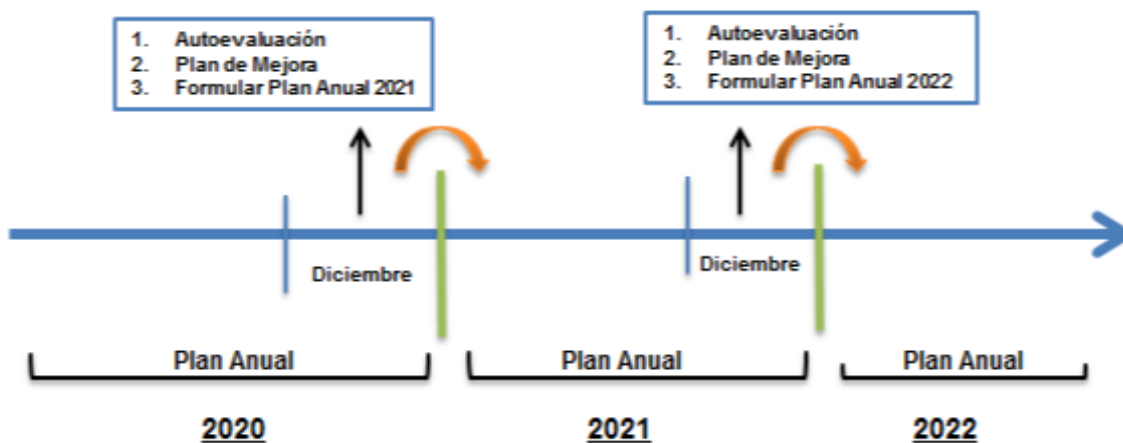 1. Autoevaluación
2. Plan de Mejora
3. Formular Plan Anual 2021
1. Autoevaluación
2. Plan de Mejora
3. Formular Plan Anual 2022
Diciembre
Diciembre
Plan Anual
Plan Anual
Plan Anual
2020
2021
2022